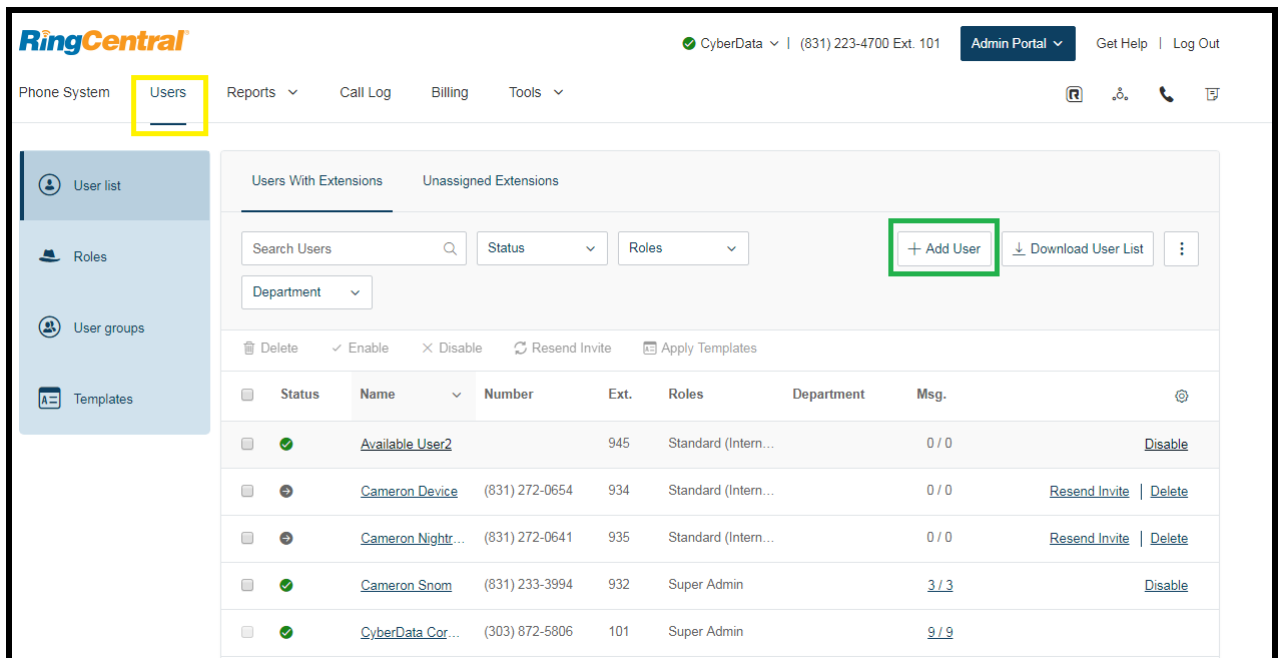 RingCentral
CyberData | (831) 223-4700 Ext. 101 Admin Portal Get Help | Log Out
Phone System Users Reports Call Log Billing Tools
User list
Roles
User groups
Templates
Users With Extensions Unassigned Extensions
Search Users Status Roles + Add User Download User List
Department
Delete Enable Disable Resend Invite Apply Templates
Status Name Number Ext. Roles Department Msg.
Available User2 945 Standard (Intern... 0 / 0 Disable
Cameron Device (831) 272-0654 934 Standard (Intern... 0 / 0 Resend Invite | Delete
Cameron Nightr... (831) 272-0641 935 Standard (Intern... 0 / 0 Resend Invite | Delete
Cameron Snom (831) 233-3994 932 Super Admin 3 / 3 Disable
CyberData Cor... (303) 872-5806 101 Super Admin 9 / 9